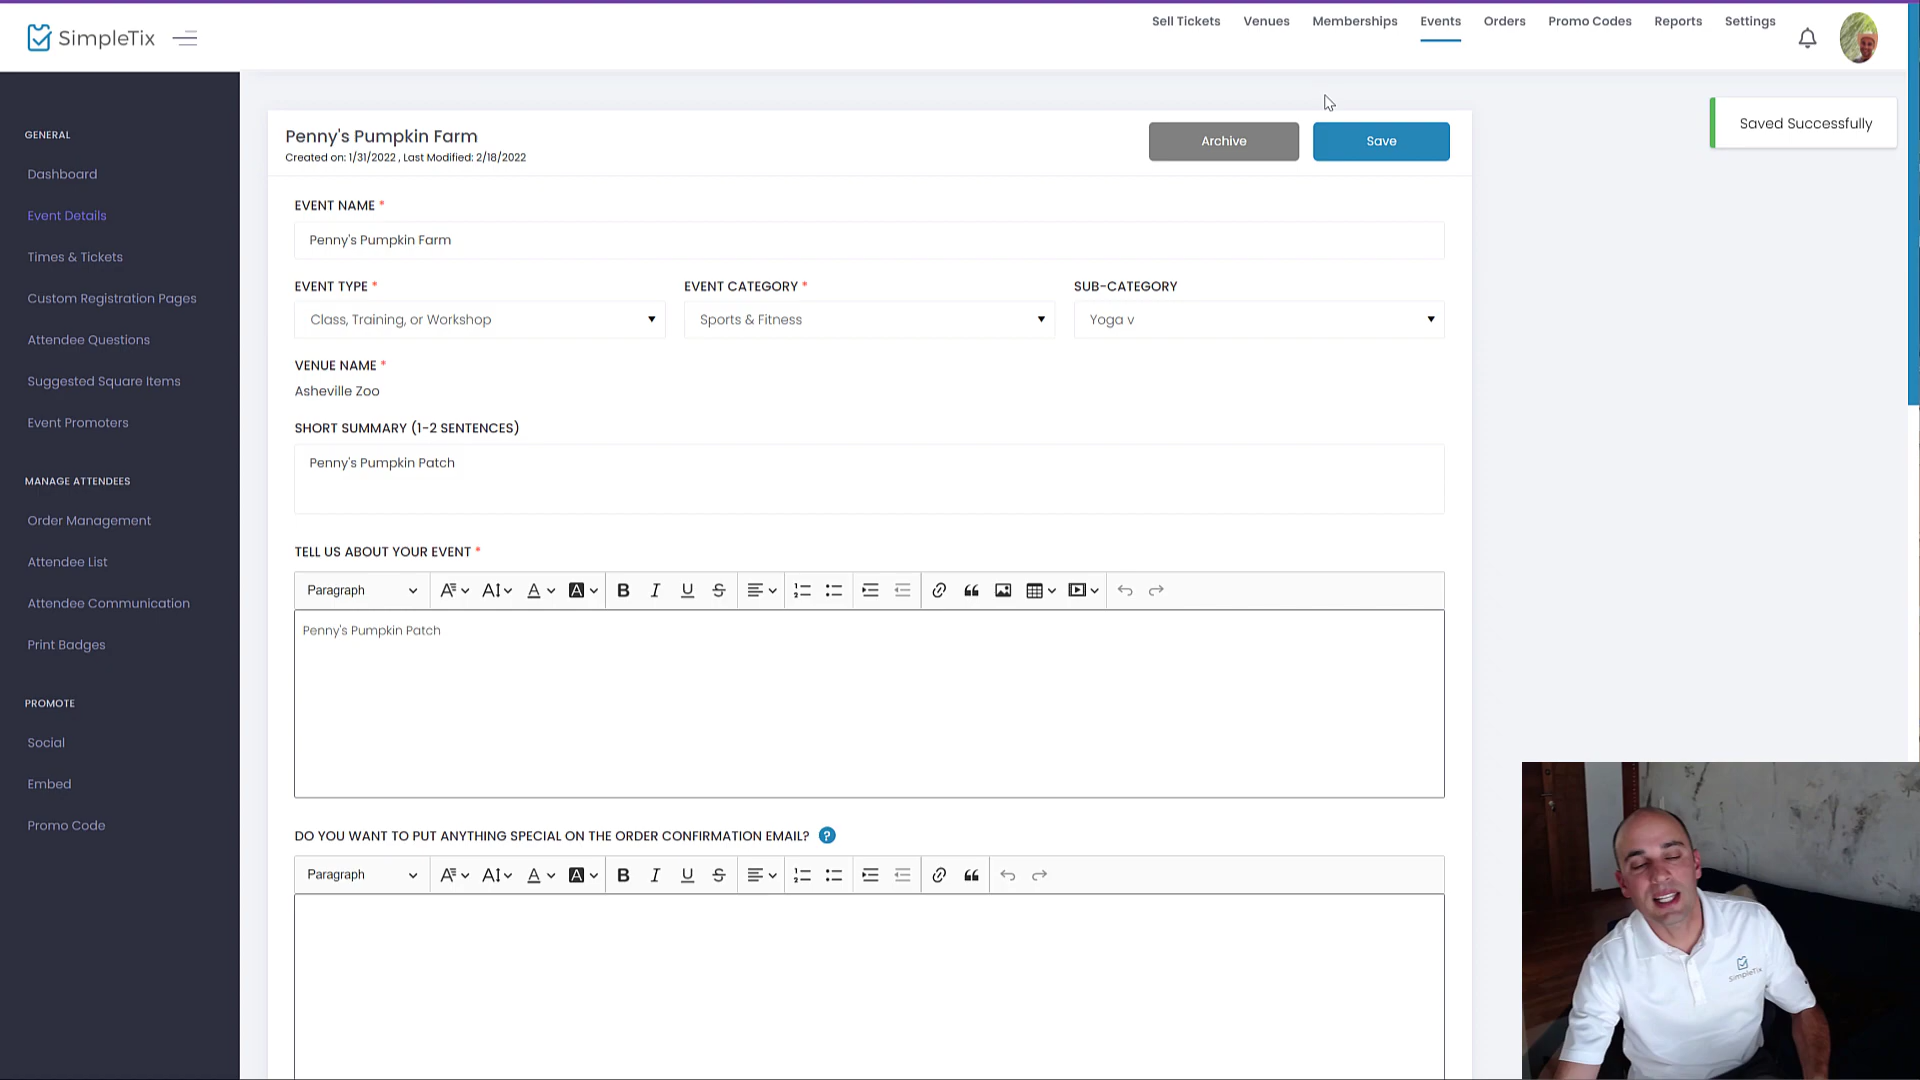 SimpleTix
Sell Tickets Venues Memberships Events Orders Promo Codes Reports Settings
Saved Successfully
GENERAL
Dashboard
Event Details
Times & Tickets
Custom Registration Pages
Attendee Questions
Suggested Square Items
Event Promoters
MANAGE ATTENDEES
Order Management
Attendee List
Attendee Communication
Print Badges
PROMOTE
Social
Embed
Promo Code
Penny's Pumpkin Farm
Created on: 1/31/2022 , Last Modified: 2/18/2022
Archive
Save
EVENT NAME *
Penny's Pumpkin Farm
EVENT TYPE * EVENT CATEGORY * SUB-CATEGORY
Class, Training, or Workshop Sports & Fitness Yoga v
VENUE NAME *
Asheville Zoo
SHORT SUMMARY (1-2 SENTENCES)
Penny's Pumpkin Patch
TELL US ABOUT YOUR EVENT *
Paragraph
Penny's Pumpkin Patch
DO YOU WANT TO PUT ANYTHING SPECIAL ON THE ORDER CONFIRMATION EMAIL? ?
Paragraph
SimpleTix